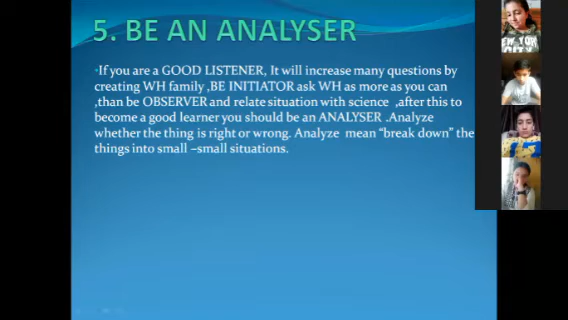 5. BE AN ANALYSER
•If you are a GOOD LISTENER, It will increase many questions by
creating WH family ,BE INITIATOR ask WH as more as you can
,than be OBSERVER and relate situation with science ,after this to
become a good learner you should be an ANALYSER .Analyze
whether the thing is right or wrong. Analyze mean “break down” the
things into small –small situations.
NEW YORK